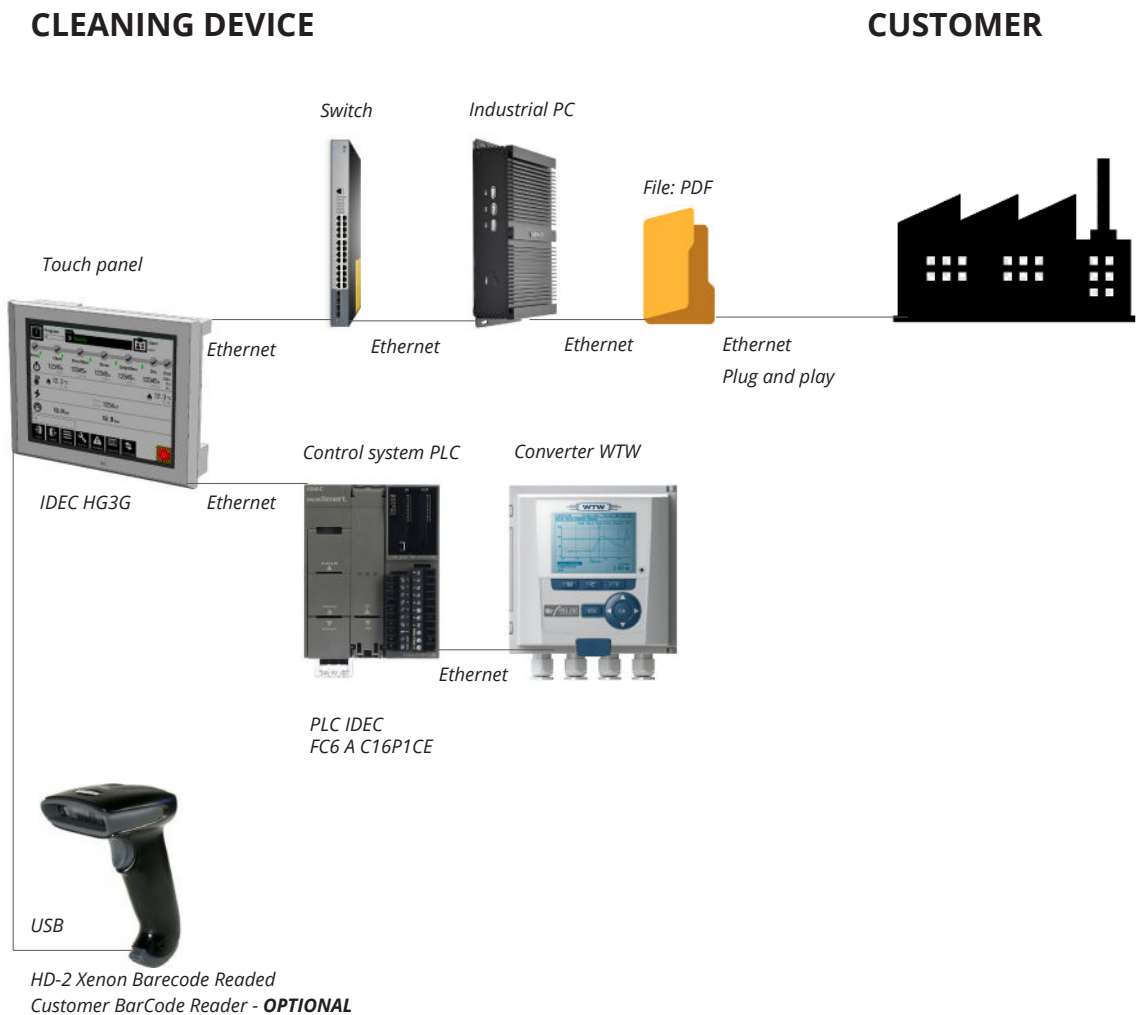 CLEANING DEVICE
CUSTOMER
Switch
Industrial PC
File: PDF
Touch panel
Ethernet
Ethernet
Ethernet
Ethernet
Plug and play
Control system PLC
Converter WTW
IDEC HG3G
Ethernet
WTW
Ethernet
PLC IDEC
FC6 A C16P1CE
USB
HD-2 Xenon Barecode Readed
Customer BarCode Reader - OPTIONAL